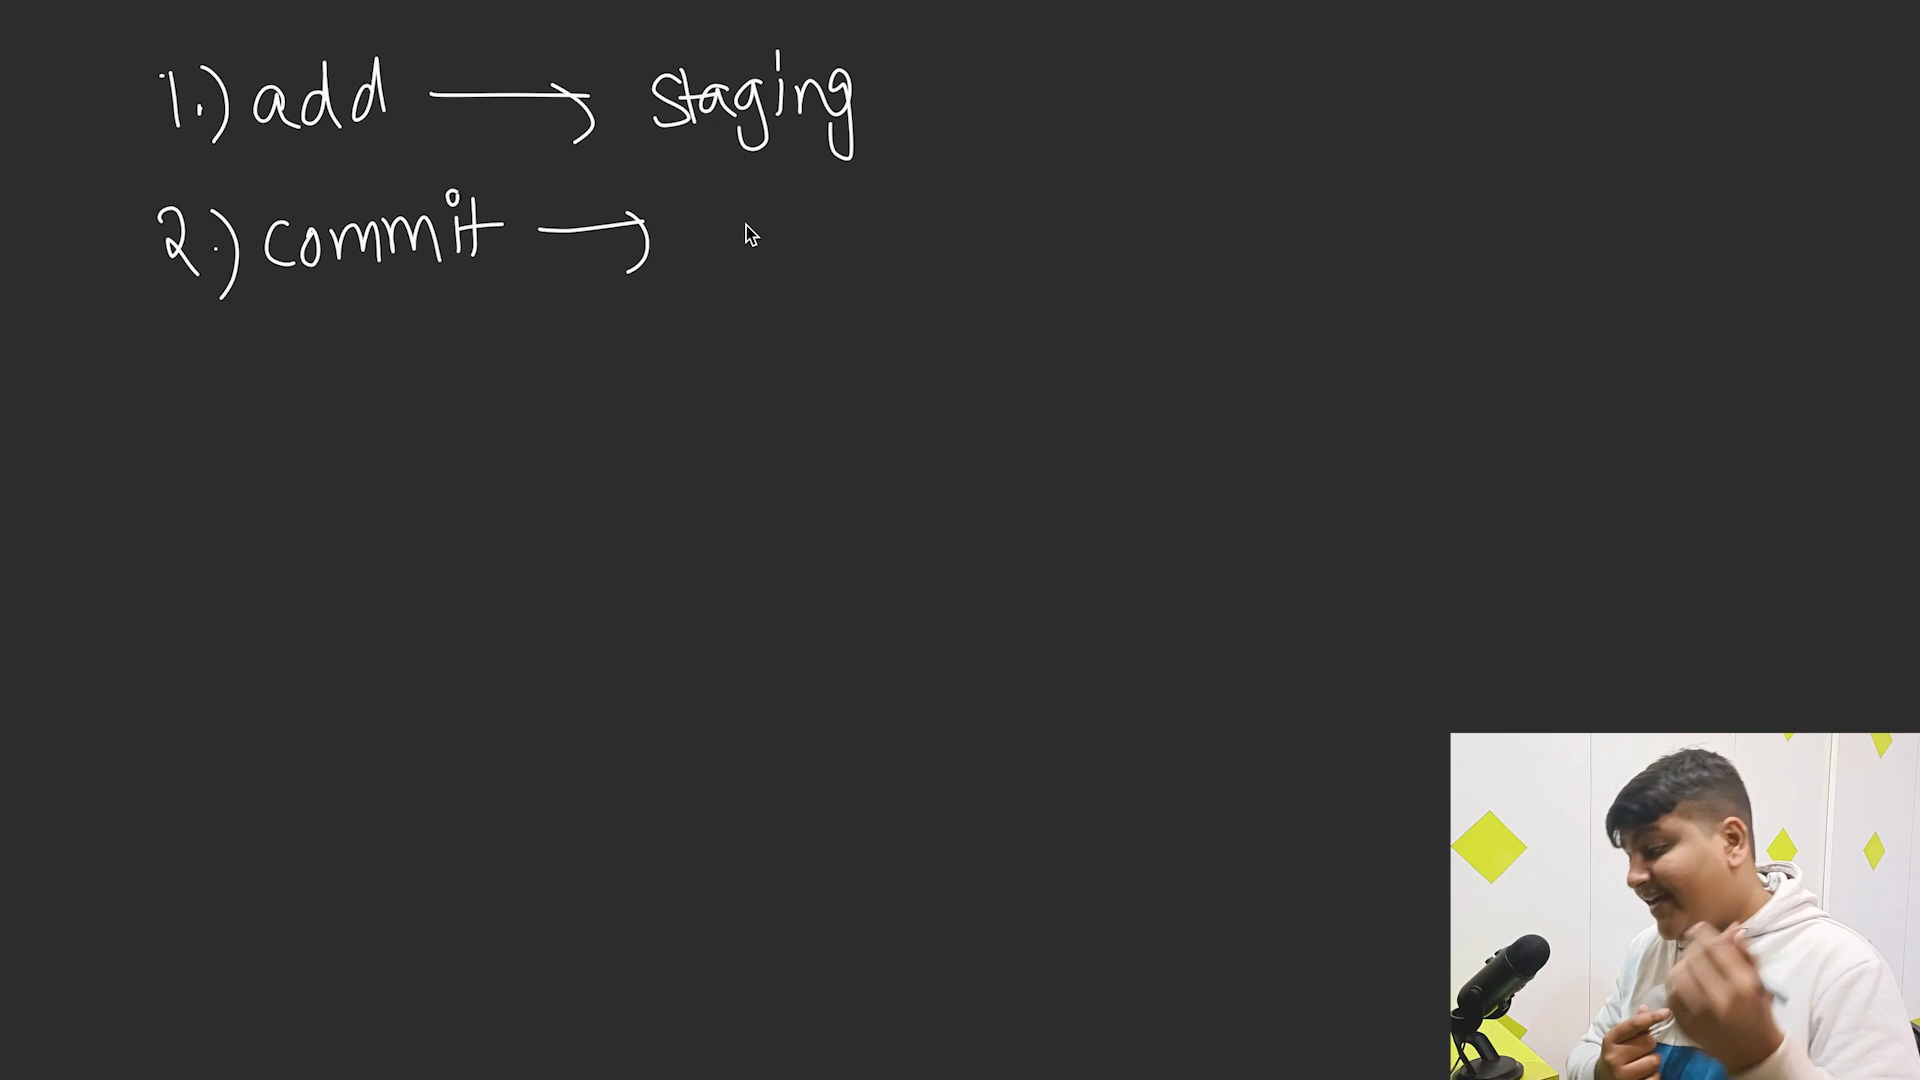 1.) add → staging
2.) commit →